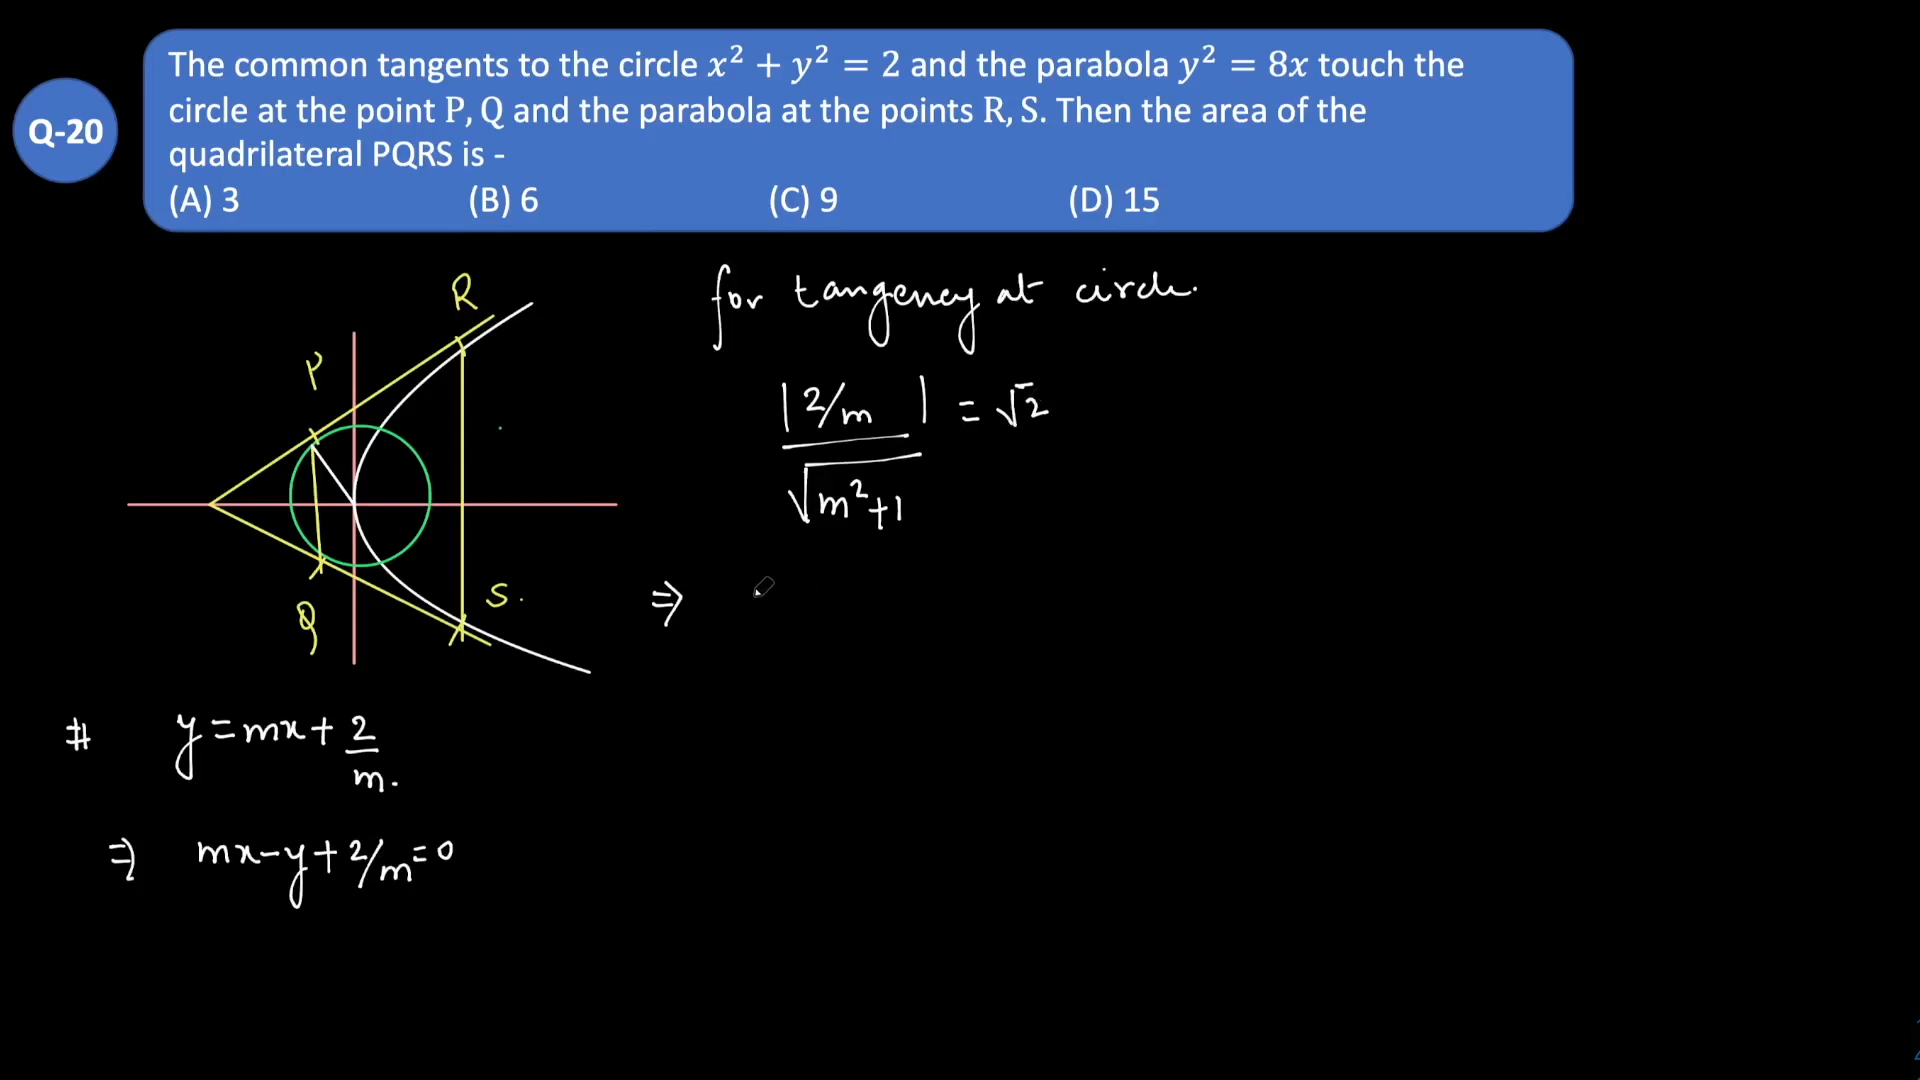 Q-20
The common tangents to the circle x² + y² = 2 and the parabola y² = 8x touch the
circle at the point P, Q and the parabola at the points R, S. Then the area of the
quadrilateral PQRS is -
(A) 3 (B) 6 (C) 9 (D) 15
R
P
S.
Q
for tangency at circle.
|2/m| / √(m²+1) = √2
⇒
# y = mx + 2/m.
⇒ mx-y+2/m=0